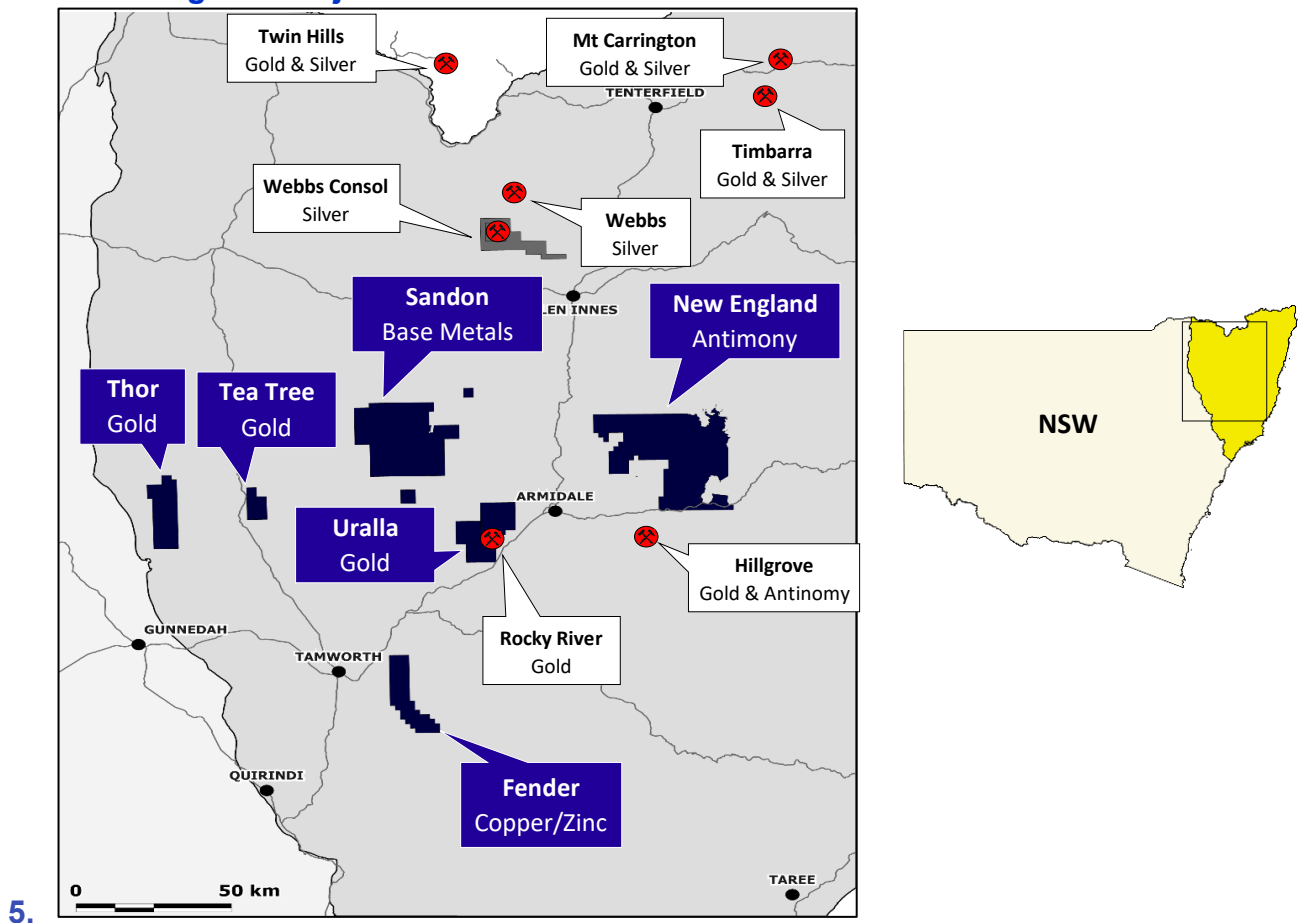 Twin Hills
Gold & Silver
Mt Carrington
Gold & Silver
TENTERFIELD
Timbarra
Gold & Silver
Webbs Consol
Silver
Webbs
Silver
Sandon
Base Metals
LEN INNES
New England
Antimony
Thor
Gold
Tea Tree
Gold
NSW
ARMIDALE
Uralla
Gold
Hillgrove
Gold & Antinomy
Rocky River
Gold
GUNNEDAH
TAMWORTH
QUIRINDI
Fender
Copper/Zinc
TAREE
0 50 km
5.